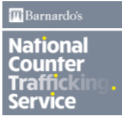 Barnardo's
National
Counter
Trafficking.
Service